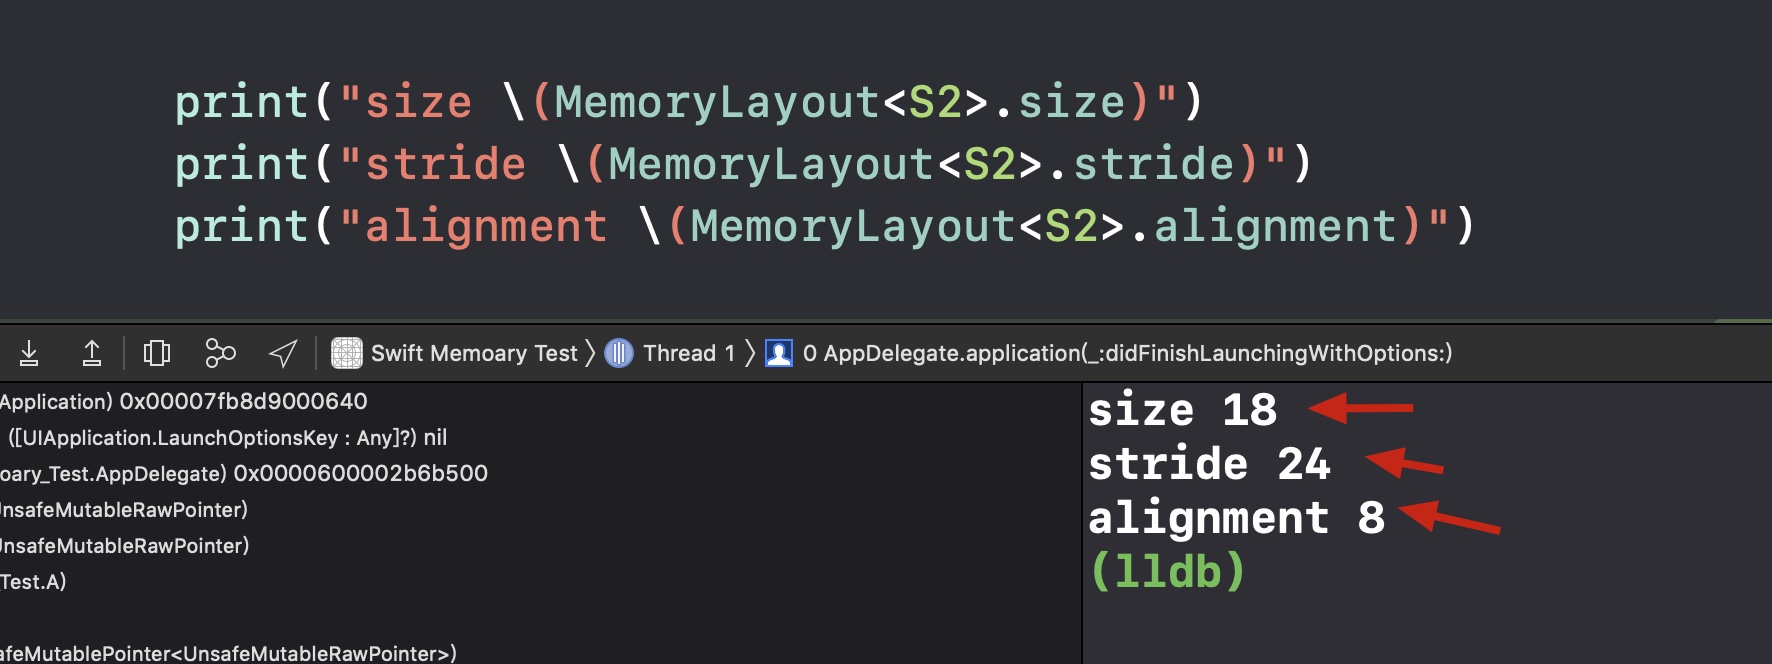 print("size \(MemoryLayout<S2>.size)")
print("stride \(MemoryLayout<S2>.stride)")
print("alignment \(MemoryLayout<S2>.alignment)")
Swift Memoary Test 〉 Thread 1 〉 0 AppDelegate.application(_:didFinishLaunchingWithOptions:)
Application) 0x00007fb8d9000640
([UIApplication.LaunchOptionsKey : Any]?) nil
oary_Test.AppDelegate) 0x0000600002b6b500
UnsafeMutableRawPointer)
UnsafeMutableRawPointer)
Test.A)
afeMutablePointer<UnsafeMutableRawPointer>)
size 18
stride 24
alignment 8
(lldb)